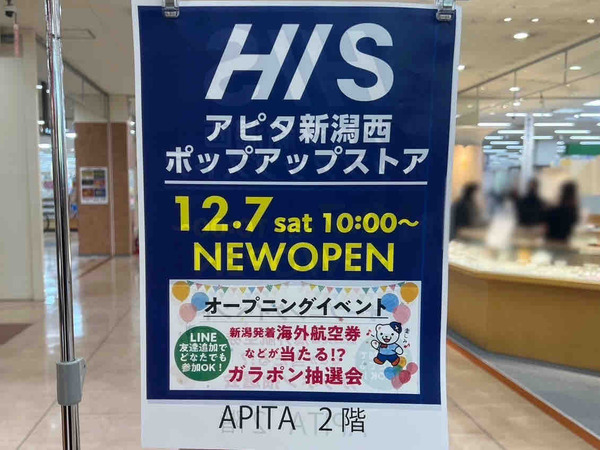 HIS
アピタ新潟西
ポップアップストア
12.7 sat 10:00~
NEWOPEN
オープニングイベント
LINE
友達追加で
どなたでも
参加OK!
新潟発着 海外航空券
などが当たる!?
ガラポン抽選会
APITA 2階